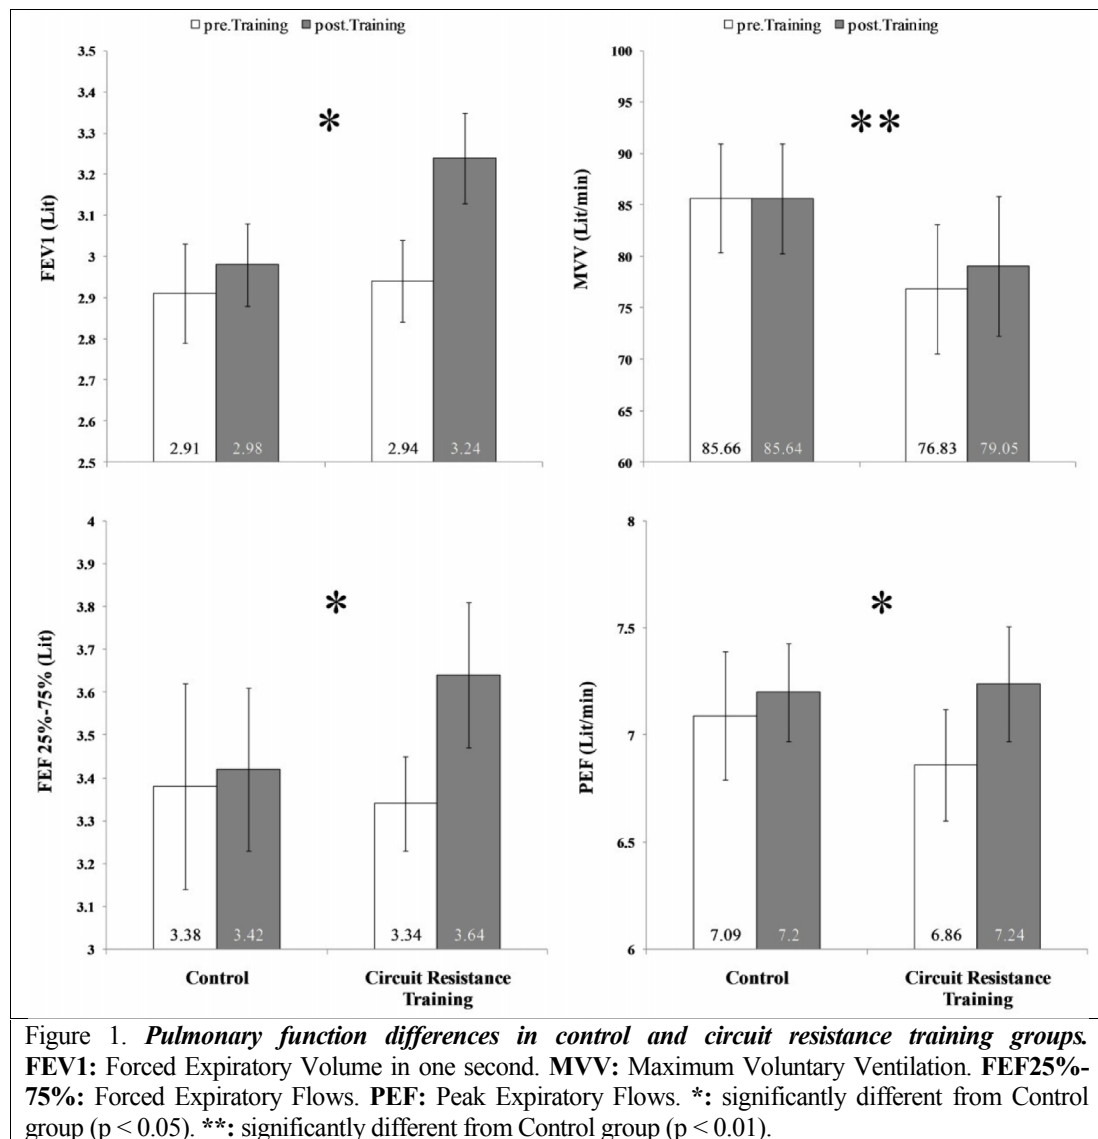 pre.Training post.Training
3.5
3.4
3.3
3.2
3.1
3
2.9
2.8
2.7
2.6
2.5
FEV1 (Lit)
*
2.91 2.98 2.94 3.24
pre.Training post.Training
100
95
90
85
80
75
70
65
60
MVV (Lit/min)
**
85.66 85.64 76.83 79.05
4
3.9
3.8
3.7
3.6
3.5
3.4
3.3
3.2
3.1
3
FEF 25%-75% (Lit)
*
3.38 3.42 3.34 3.64
Control Circuit Resistance
Training
8
7.5
7
6.5
6
PEF (Lit/min)
*
7.09 7.2 6.86 7.24
Control Circuit Resistance
Training
Figure 1. Pulmonary function differences in control and circuit resistance training groups.
FEV1: Forced Expiratory Volume in one second. MVV: Maximum Voluntary Ventilation. FEF25%-
75%: Forced Expiratory Flows. PEF: Peak Expiratory Flows. *: significantly different from Control
group (p < 0.05). **: significantly different from Control group (p < 0.01).